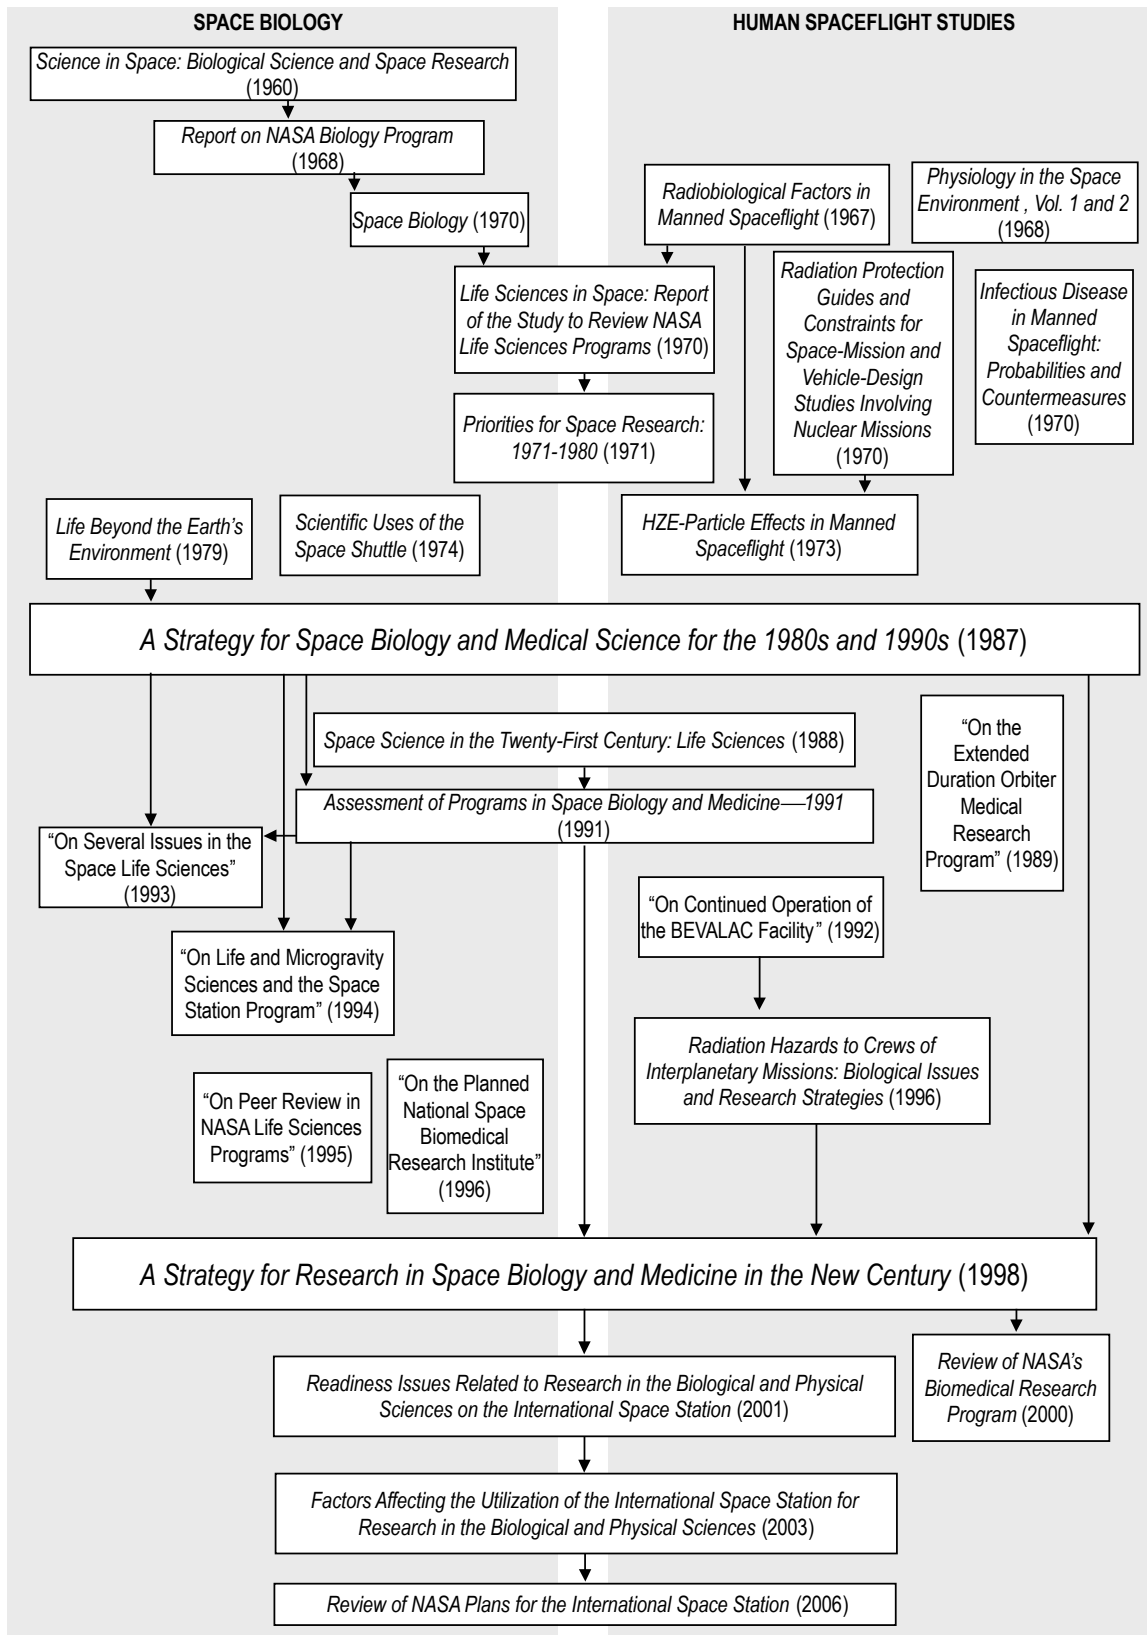 SPACE BIOLOGY
HUMAN SPACEFLIGHT STUDIES
Science in Space: Biological Science and Space Research
(1960)
Report on NASA Biology Program
(1968)
Space Biology (1970)
Radiobiological Factors in
Manned Spaceflight (1967)
Physiology in the Space
Environment , Vol. 1 and 2
(1968)
Life Sciences in Space: Report
of the Study to Review NASA
Life Sciences Programs (1970)
Radiation Protection
Guides and
Constraints for
Space-Mission and
Vehicle-Design
Studies Involving
Nuclear Missions
(1970)
Infectious Disease
in Manned
Spaceflight:
Probabilities and
Countermeasures
(1970)
Priorities for Space Research:
1971-1980 (1971)
Life Beyond the Earth's
Environment (1979)
Scientific Uses of the
Space Shuttle (1974)
HZE-Particle Effects in Manned
Spaceflight (1973)
A Strategy for Space Biology and Medical Science for the 1980s and 1990s (1987)
Space Science in the Twenty-First Century: Life Sciences (1988)
"On the
Extended
Duration Orbiter
Medical
Research
Program" (1989)
Assessment of Programs in Space Biology and Medicine—1991
(1991)
"On Several Issues in the
Space Life Sciences"
(1993)
"On Continued Operation of
the BEVALAC Facility" (1992)
"On Life and Microgravity
Sciences and the Space
Station Program" (1994)
Radiation Hazards to Crews of
Interplanetary Missions: Biological Issues
and Research Strategies (1996)
"On Peer Review in
NASA Life Sciences
Programs" (1995)
"On the Planned
National Space
Biomedical
Research Institute"
(1996)
A Strategy for Research in Space Biology and Medicine in the New Century (1998)
Readiness Issues Related to Research in the Biological and Physical
Sciences on the International Space Station (2001)
Review of NASA's
Biomedical Research
Program (2000)
Factors Affecting the Utilization of the International Space Station for
Research in the Biological and Physical Sciences (2003)
Review of NASA Plans for the International Space Station (2006)